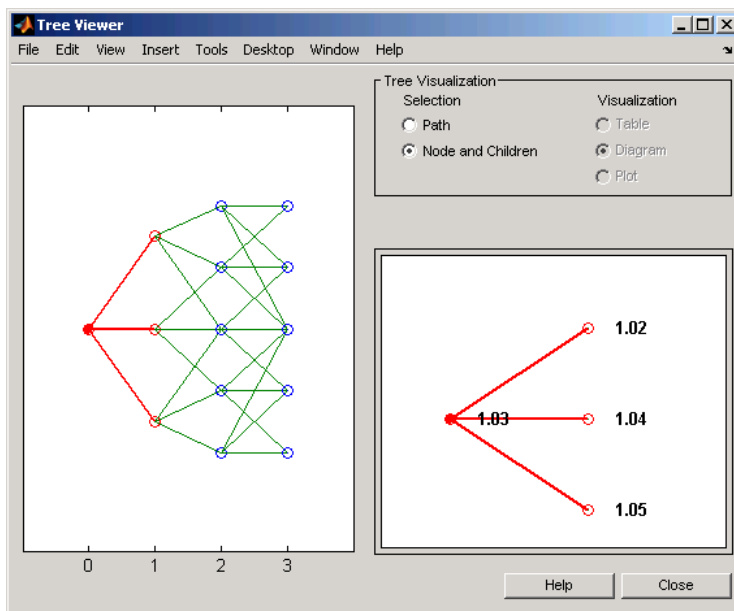 Tree Viewer
File Edit View Insert Tools Desktop Window Help
Tree Visualization
Selection
Visualization
Path
Table
Node and Children
Diagram
Plot
1.02
1.03
1.04
1.05
0 1 2 3
Help
Close